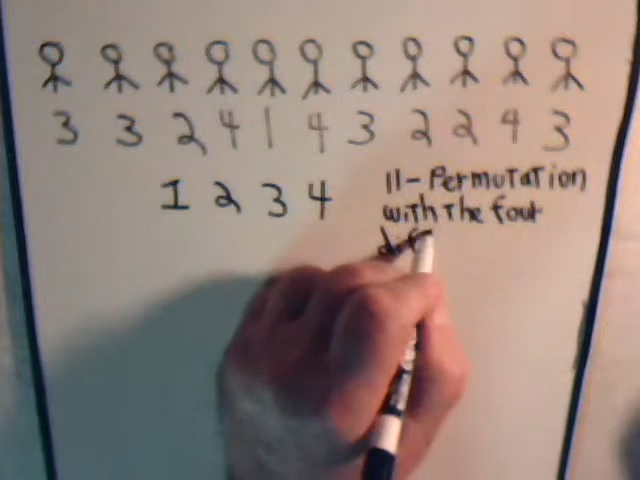 3 3 2 4 1 4 3 2 2 4 3
1 2 3 4
11-Permutation
with the four
dif